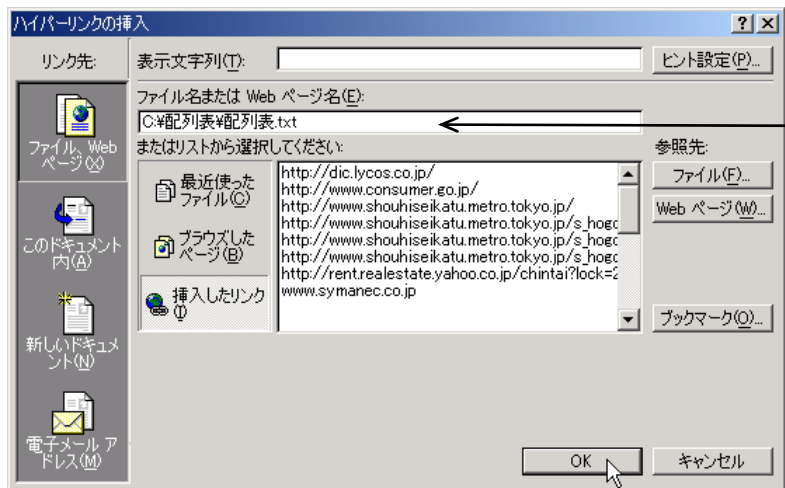 ハイパーリンクの挿入
リンク先:
表示文字列(T):
ヒント設定(P)...
ファイル名または Web ページ名(E):
C:¥配列表¥配列表.txt
ファイル、Web
ページ(X)
またはリストから選択してください:
参照先:
最近使った
ファイル(C)
ブラウズした
ページ(B)
挿入したリンク
(I)
http://dic.lycos.co.jp/
http://www.consumer.go.jp/
http://www.shouhiseikatu.metro.tokyo.jp/
http://www.shouhiseikatu.metro.tokyo.jp/s_hogo
http://www.shouhiseikatu.metro.tokyo.jp/s_hogo
http://www.shouhiseikatu.metro.tokyo.jp/s_hogo
http://rent.realestate.yahoo.co.jp/chintai?lock=2
www.symanec.co.jp
ファイル(F)...
Web ページ(W)...
ブックマーク(O)...
このドキュメント
内(A)
新しいドキュメ
ント(N)
電子メール ア
ドレス(M)
OK
キャンセル